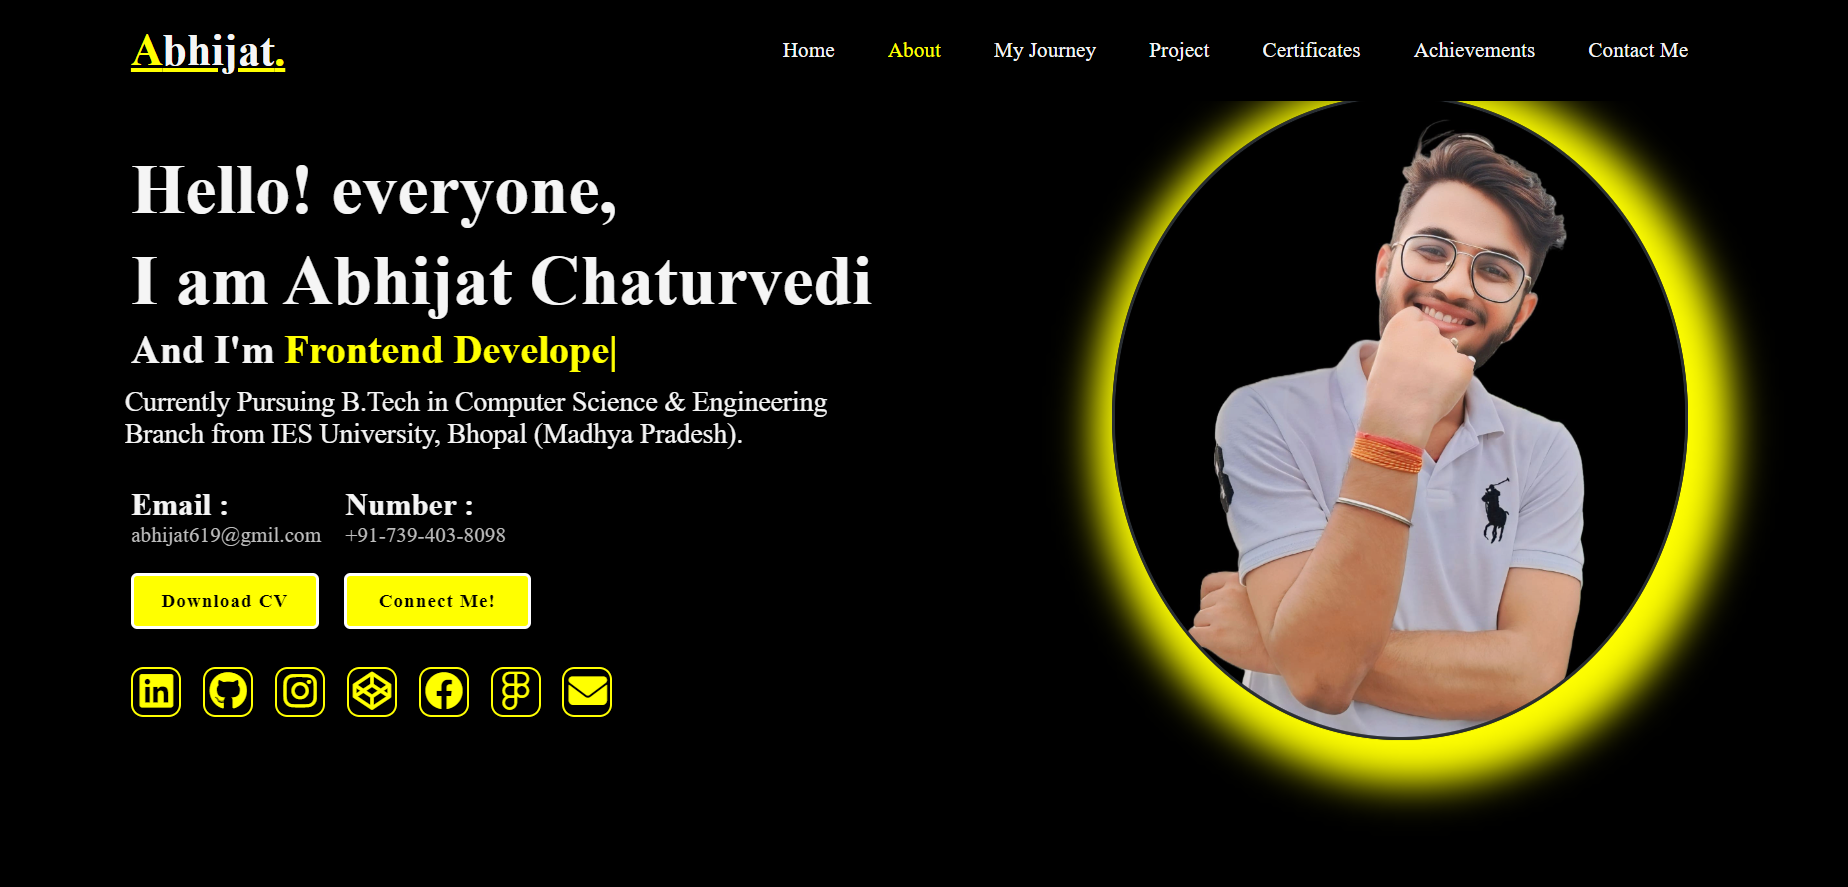 Abhijat.
Home About My Journey Project Certificates Achievements Contact Me
Hello! everyone,
I am Abhijat Chaturvedi
And I'm Frontend Develope|
Currently Pursuing B.Tech in Computer Science & Engineering
Branch from IES University, Bhopal (Madhya Pradesh).
Email : Number :
abhijat619@gmil.com +91-739-403-8098
Download CV Connect Me!
in